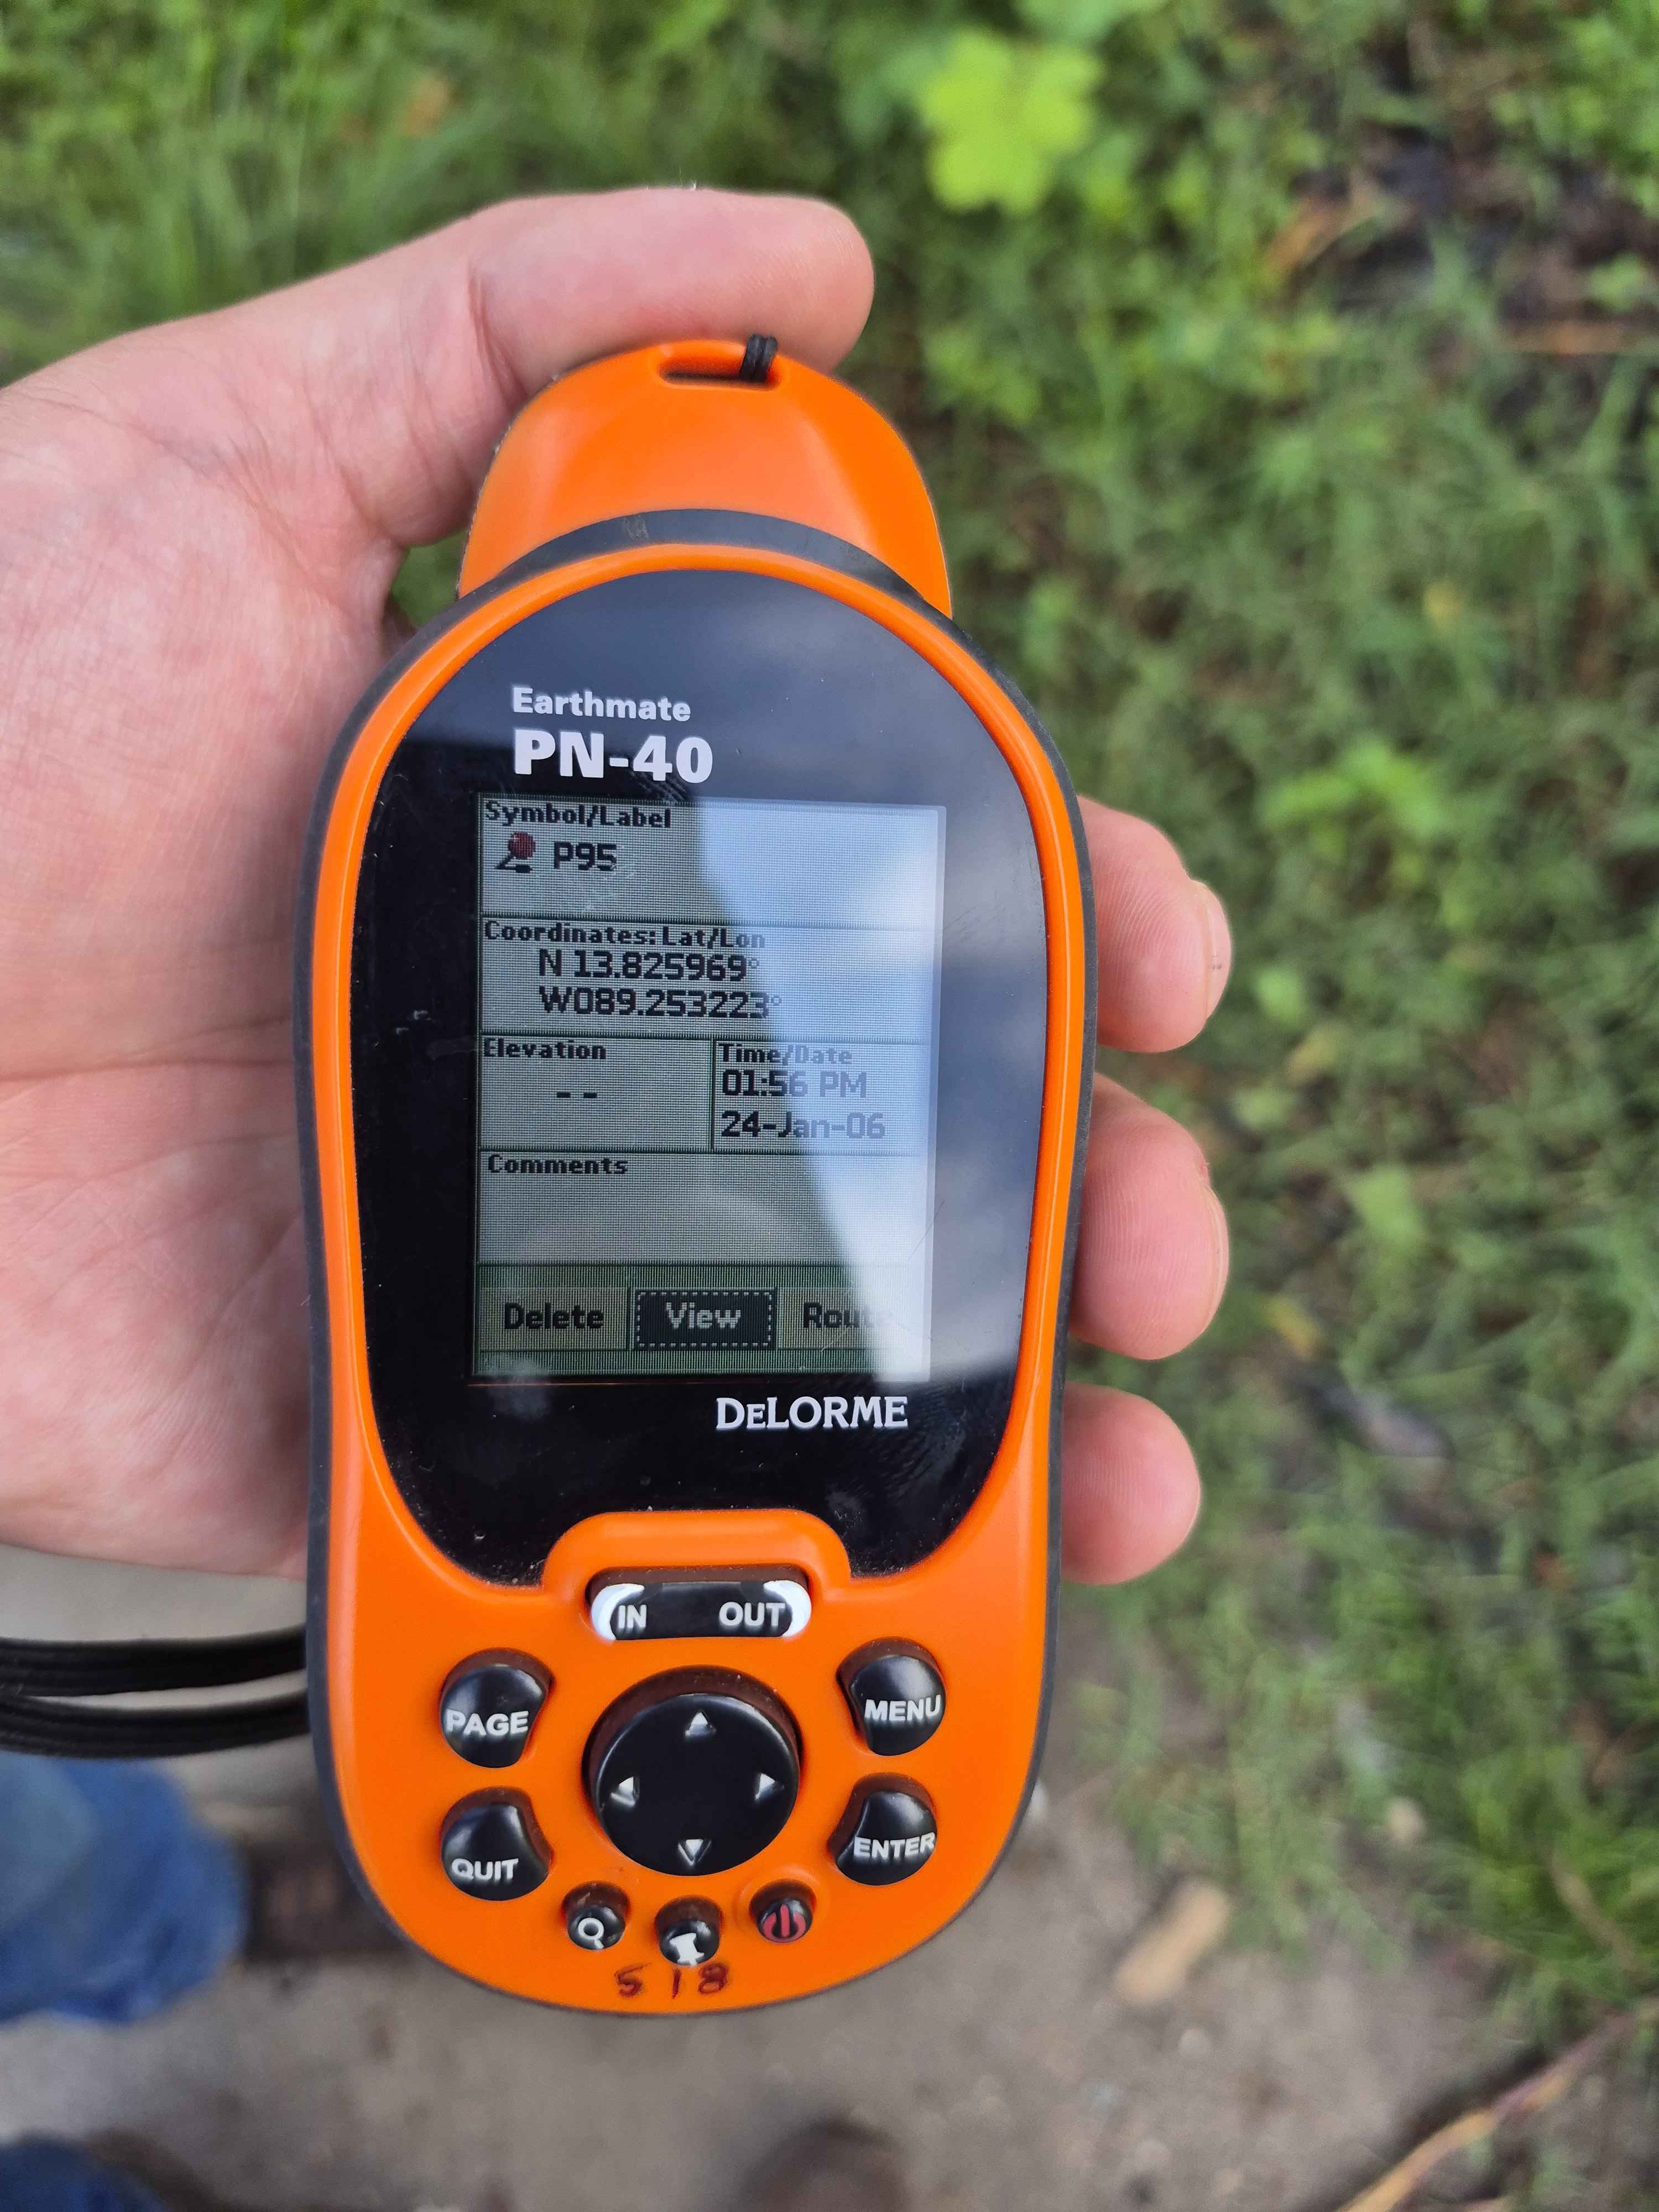 Earthmate
PN-40
Symbol/Label
P95
Coordinates: Lat/Lon
N 13.825969°
W089.253223°
Elevation
--
Time/Date
01:56 PM
24-Jan-06
Comments
Delete View Route
DELORME
IN OUT
PAGE MENU
QUIT ENTER
518